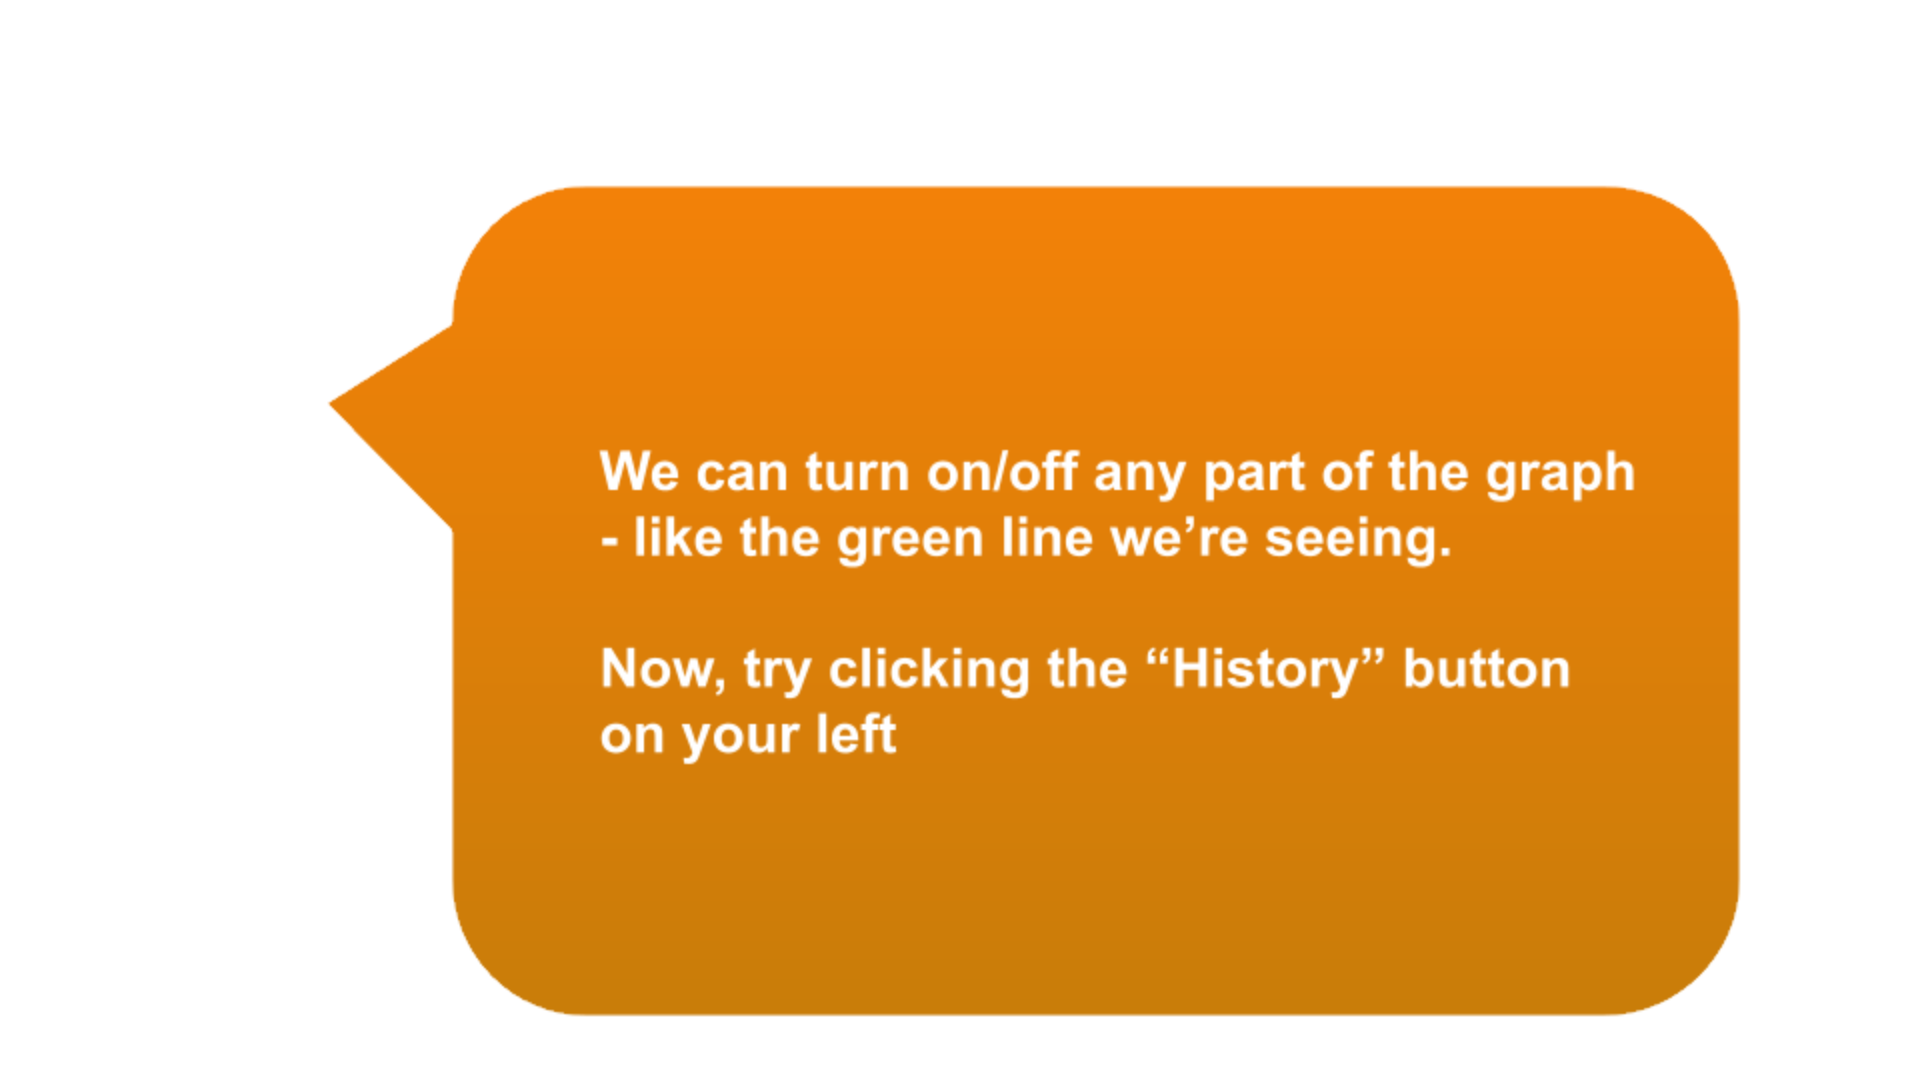 We can turn on/off any part of the graph
- like the green line we’re seeing.
Now, try clicking the “History” button
on your left